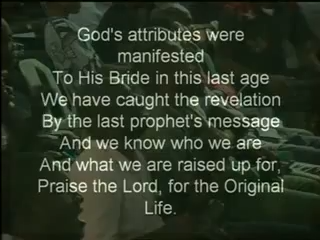 God's attributes were
manifested
To His Bride in this last age
We have caught the revelation
By the last prophet's message
And we know who we are
And what we are raised up for,
Praise the Lord, for the Original
Life.